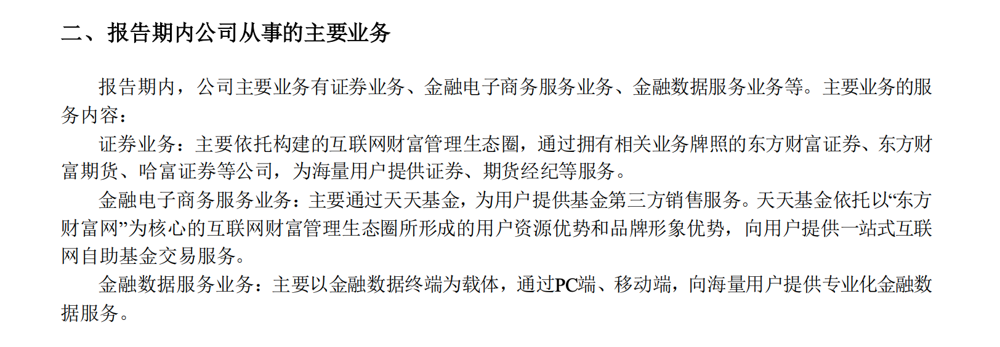 二、报告期内公司从事的主要业务
报告期内，公司主要业务有证券业务、金融电子商务服务业务、金融数据服务业务等。主要业务的服
务内容：
证券业务：主要依托构建的互联网财富管理生态圈，通过拥有相关业务牌照的东方财富证券、东方财
富期货、哈富证券等公司，为海量用户提供证券、期货经纪等服务。
金融电子商务服务业务：主要通过天天基金，为用户提供基金第三方销售服务。天天基金依托以“东方
财富网”为核心的互联网财富管理生态圈所形成的用户资源优势和品牌形象优势，向用户提供一站式互联
网自助基金交易服务。
金融数据服务业务：主要以金融数据终端为载体，通过PC端、移动端，向海量用户提供专业化金融数
据服务。